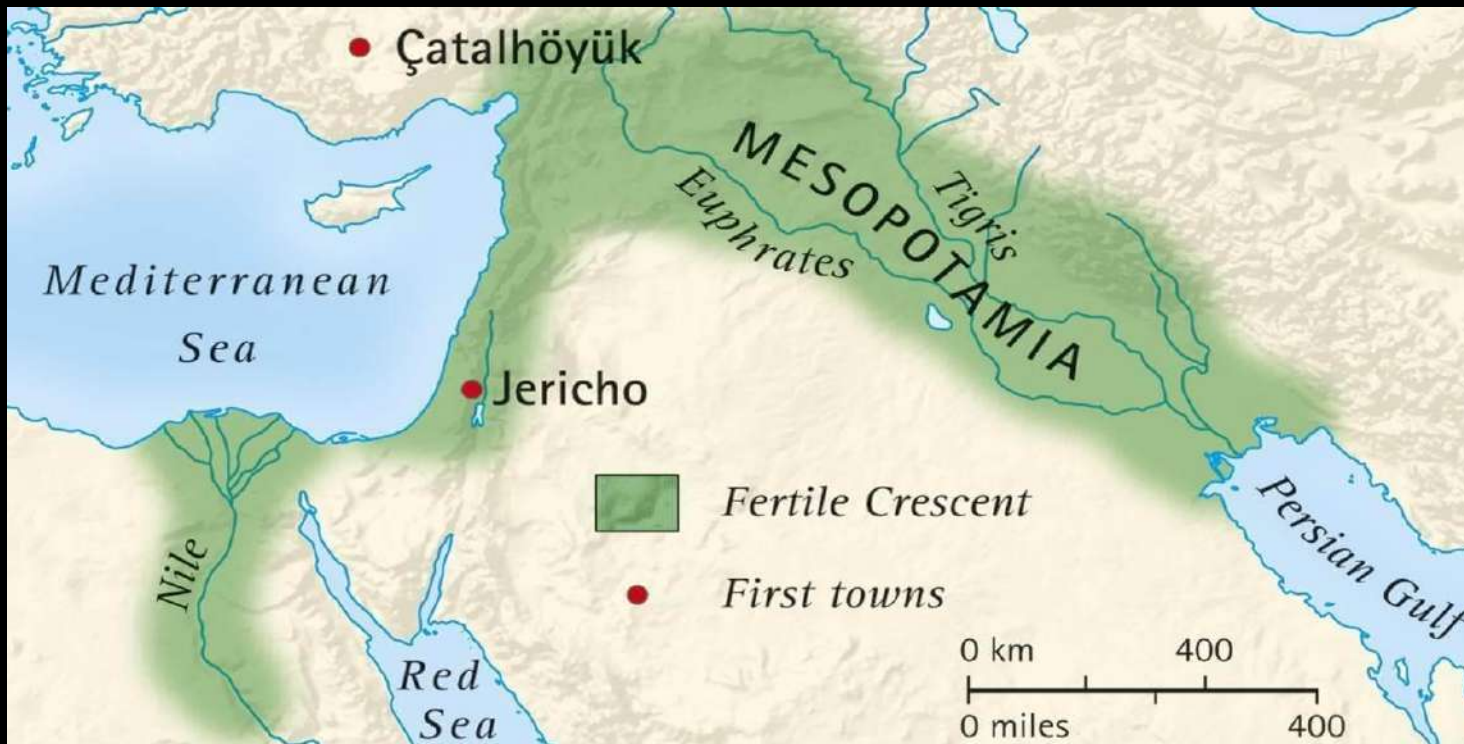 Çatalhöyük
MESOPOTAMIA
Tigris
Euphrates
Mediterranean
Sea
Jericho
Fertile Crescent
Nile
First towns
Persian Gulf
Red
Sea
0 km 400
0 miles 400